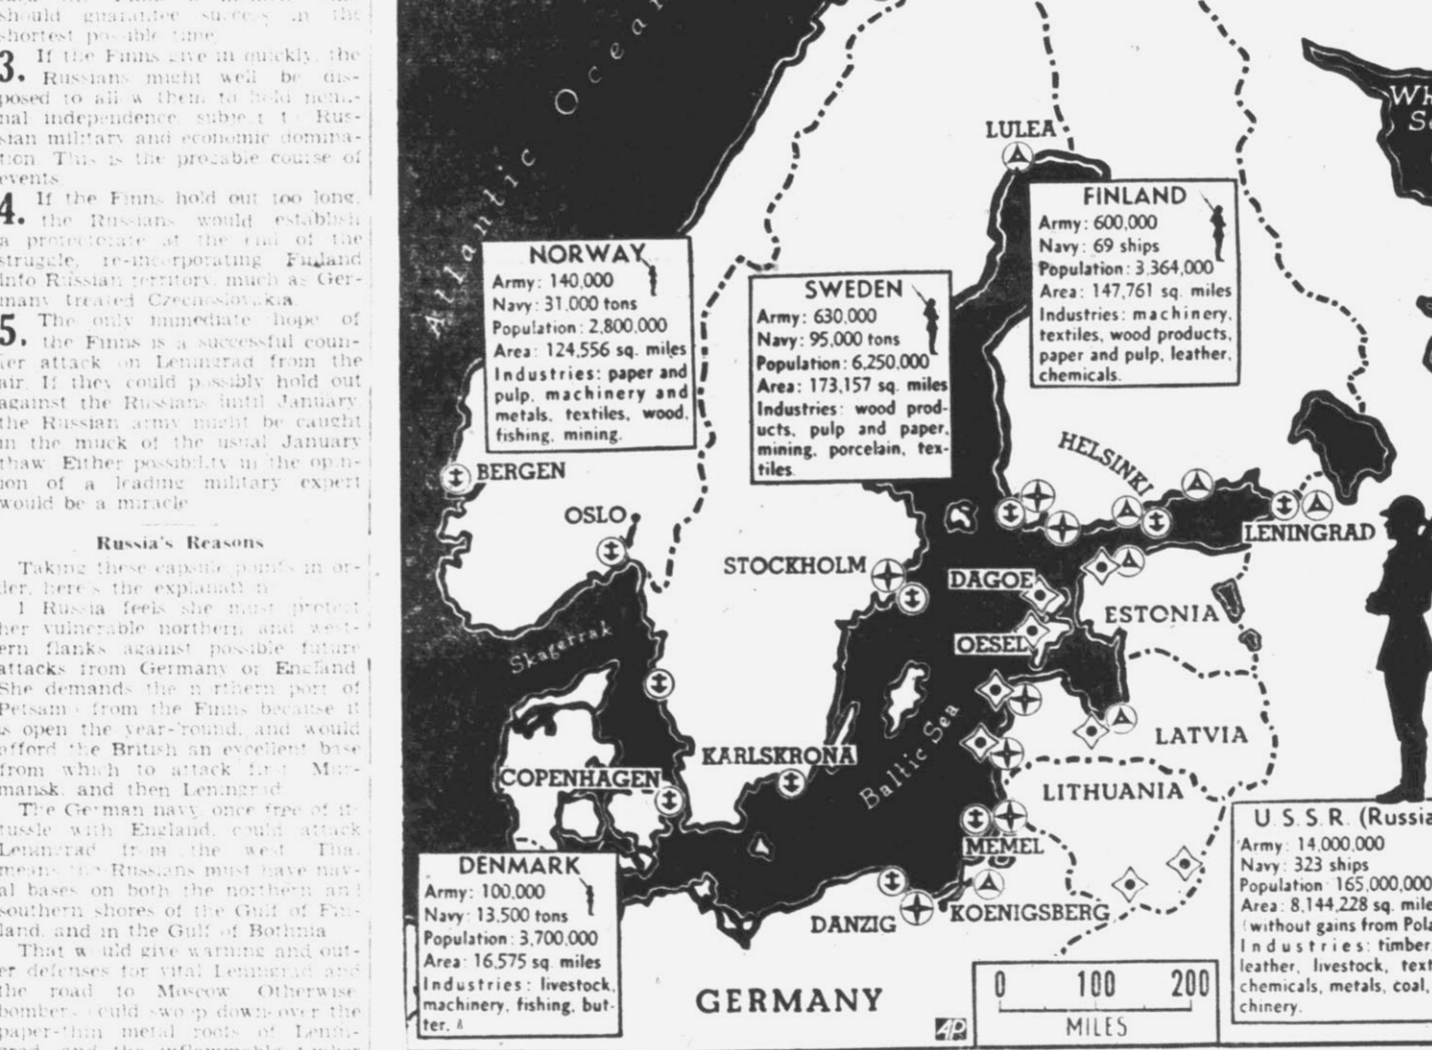 should guarantee success in the
shortest possible time.
3. If the Finns give in quickly, the
Russians might well be dis-
posed to allow them to hold nomi-
nal independence, subject to Rus-
sian military and economic domina-
tion. This is the probable course of
events.
4. If the Finns hold out too long,
the Russians would establish
a protectorate at the end of the
struggle, re-incorporating Finland
into Russian territory, much as Ger-
many treated Czechoslovakia.
5. The only immediate hope of
the Finns is a successful coun-
ter attack on Leningrad from the
air. If they could possibly hold out
against the Russians until January,
the Russian army might be caught
in the muck of the usual January
thaw. Either possibility in the opin-
ion of a leading military expert
would be a miracle.
Russia's Reasons
Taking these capsule points in or-
der, here's the explanation
1 Russia feels she must protect
her vulnerable northern and west-
ern flanks against possible future
attacks from Germany or England
She demands the northern port of
Petsamo from the Finns because it
is open the year-'round, and would
afford the British an excellent base
from which to attack first Mur-
mansk, and then Leningrad
The German navy, once free of its
tussle with England, could attack
Leningrad from the west. That
means the Russians must have nav-
al bases on both the northern and
southern shores of the Gulf of Fin-
land, and in the Gulf of Bothnia
That would give warning and out-
er defenses for vital Leningrad and
the road to Moscow. Otherwise
bombers could swoop down over the
paper-thin metal roofs of Lenin-
grad, and the inflammable
Atlantic Ocean
LULEA
FINLAND
Army: 600,000
Navy: 69 ships
Population: 3,364,000
Area: 147,761 sq. miles
Industries: machinery,
textiles, wood products,
paper and pulp, leather,
chemicals.
NORWAY
Army: 140,000
Navy: 31,000 tons
Population: 2,800,000
Area: 124,556 sq. miles
Industries: paper and
pulp, machinery and
metals, textiles, wood,
fishing, mining.
SWEDEN
Army: 630,000
Navy: 95,000 tons
Population: 6,250,000
Area: 173,157 sq. miles
Industries: wood prod-
ucts, pulp and paper,
mining, porcelain, tex-
tiles.
BERGEN
OSLO
HELSINKI
LENINGRAD
STOCKHOLM
DAGOE
ESTONIA
OESEL
Skagerrak
LATVIA
KARLSKRONA
Baltic Sea
COPENHAGEN
LITHUANIA
MEMEL
DENMARK
Army: 100,000
Navy: 13,500 tons
Population: 3,700,000
Area: 16,575 sq. miles
Industries: livestock,
machinery, fishing, but-
ter.
DANZIG
KOENIGSBERG
U.S.S.R. (Russia
Army: 14,000,000
Navy: 323 ships
Population: 165,000,000
Area: 8,144,228 sq. mile
(without gains from Pola
Industries: timber,
leather, livestock, text
chemicals, metals, coal,
chinery.
GERMANY
AP
0 100 200
MILES